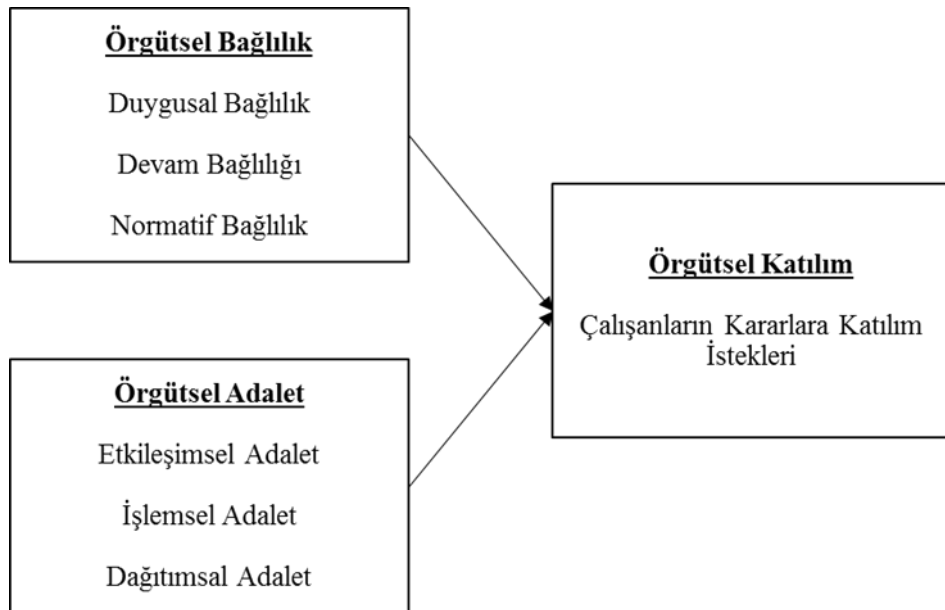 Örgütsel Bağlılık
Duygusal Bağlılık
Devam Bağlılığı
Normatif Bağlılık
Örgütsel Adalet
Etkileşimsel Adalet
İşlemsel Adalet
Dağıtımsal Adalet
Örgütsel Katılım
Çalışanların Kararlara Katılım
İstekleri